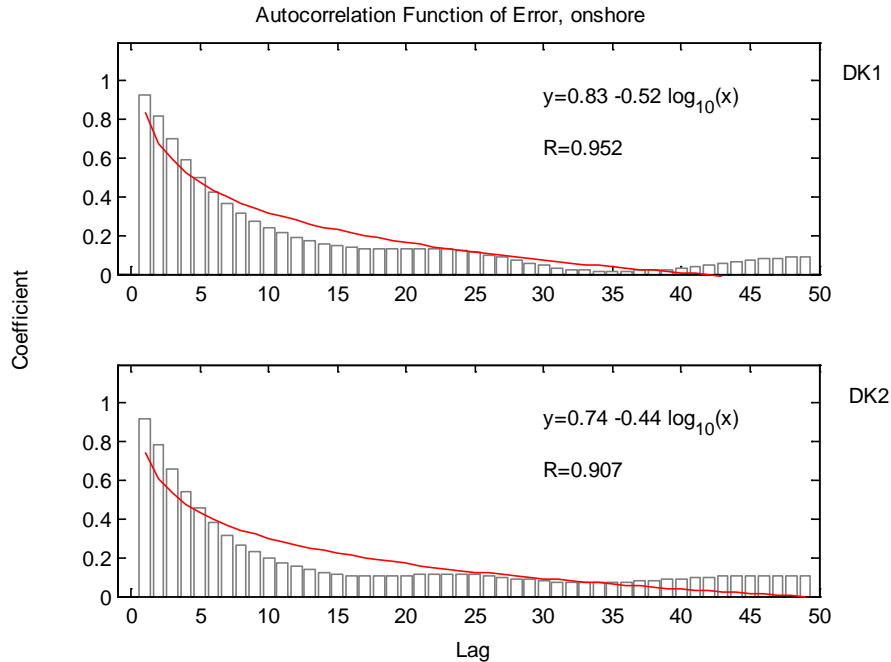 Autocorrelation Function of Error, onshore
DK1
1
0.8
0.6
0.4
0.2
0
y=0.83 -0.52 log10(x)
R=0.952
0 5 10 15 20 25 30 35 40 45 50
Coefficient
DK2
1
0.8
0.6
0.4
0.2
0
y=0.74 -0.44 log10(x)
R=0.907
0 5 10 15 20 25 30 35 40 45 50
Lag